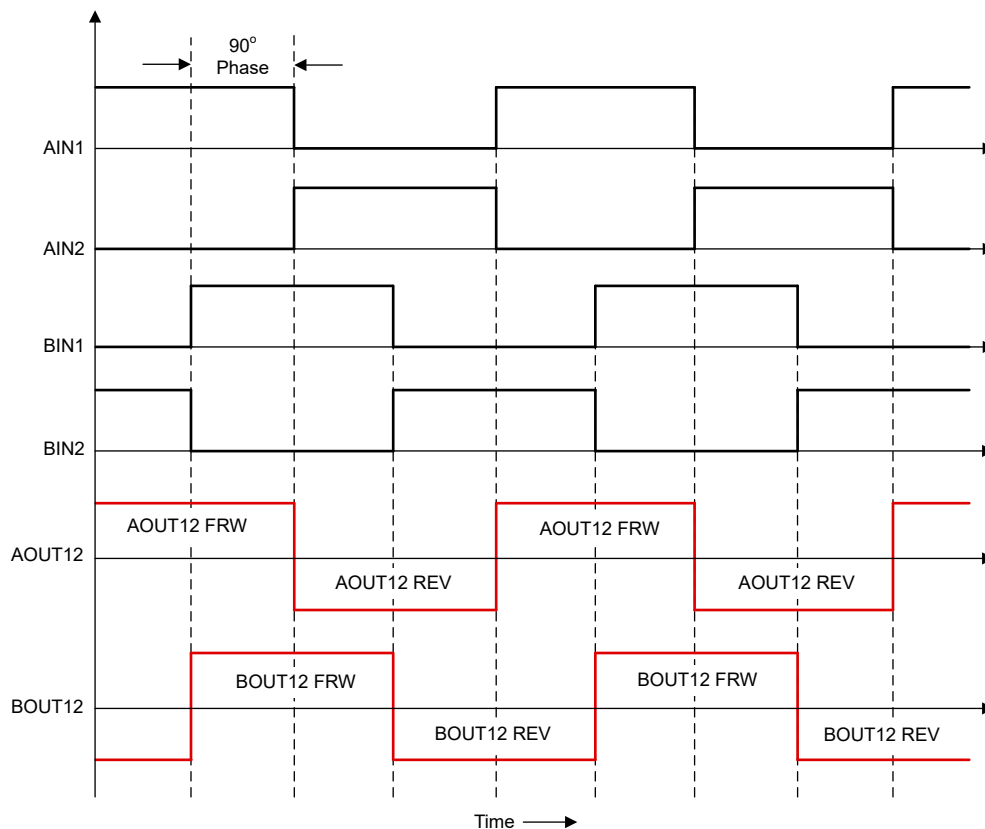 90o
Phase
AIN1
AIN2
BIN1
BIN2
AOUT12 FRW
AOUT12 FRW
AOUT12
AOUT12 REV
AOUT12 REV
BOUT12 FRW
BOUT12 FRW
BOUT12
BOUT12 REV
BOUT12 REV
Time